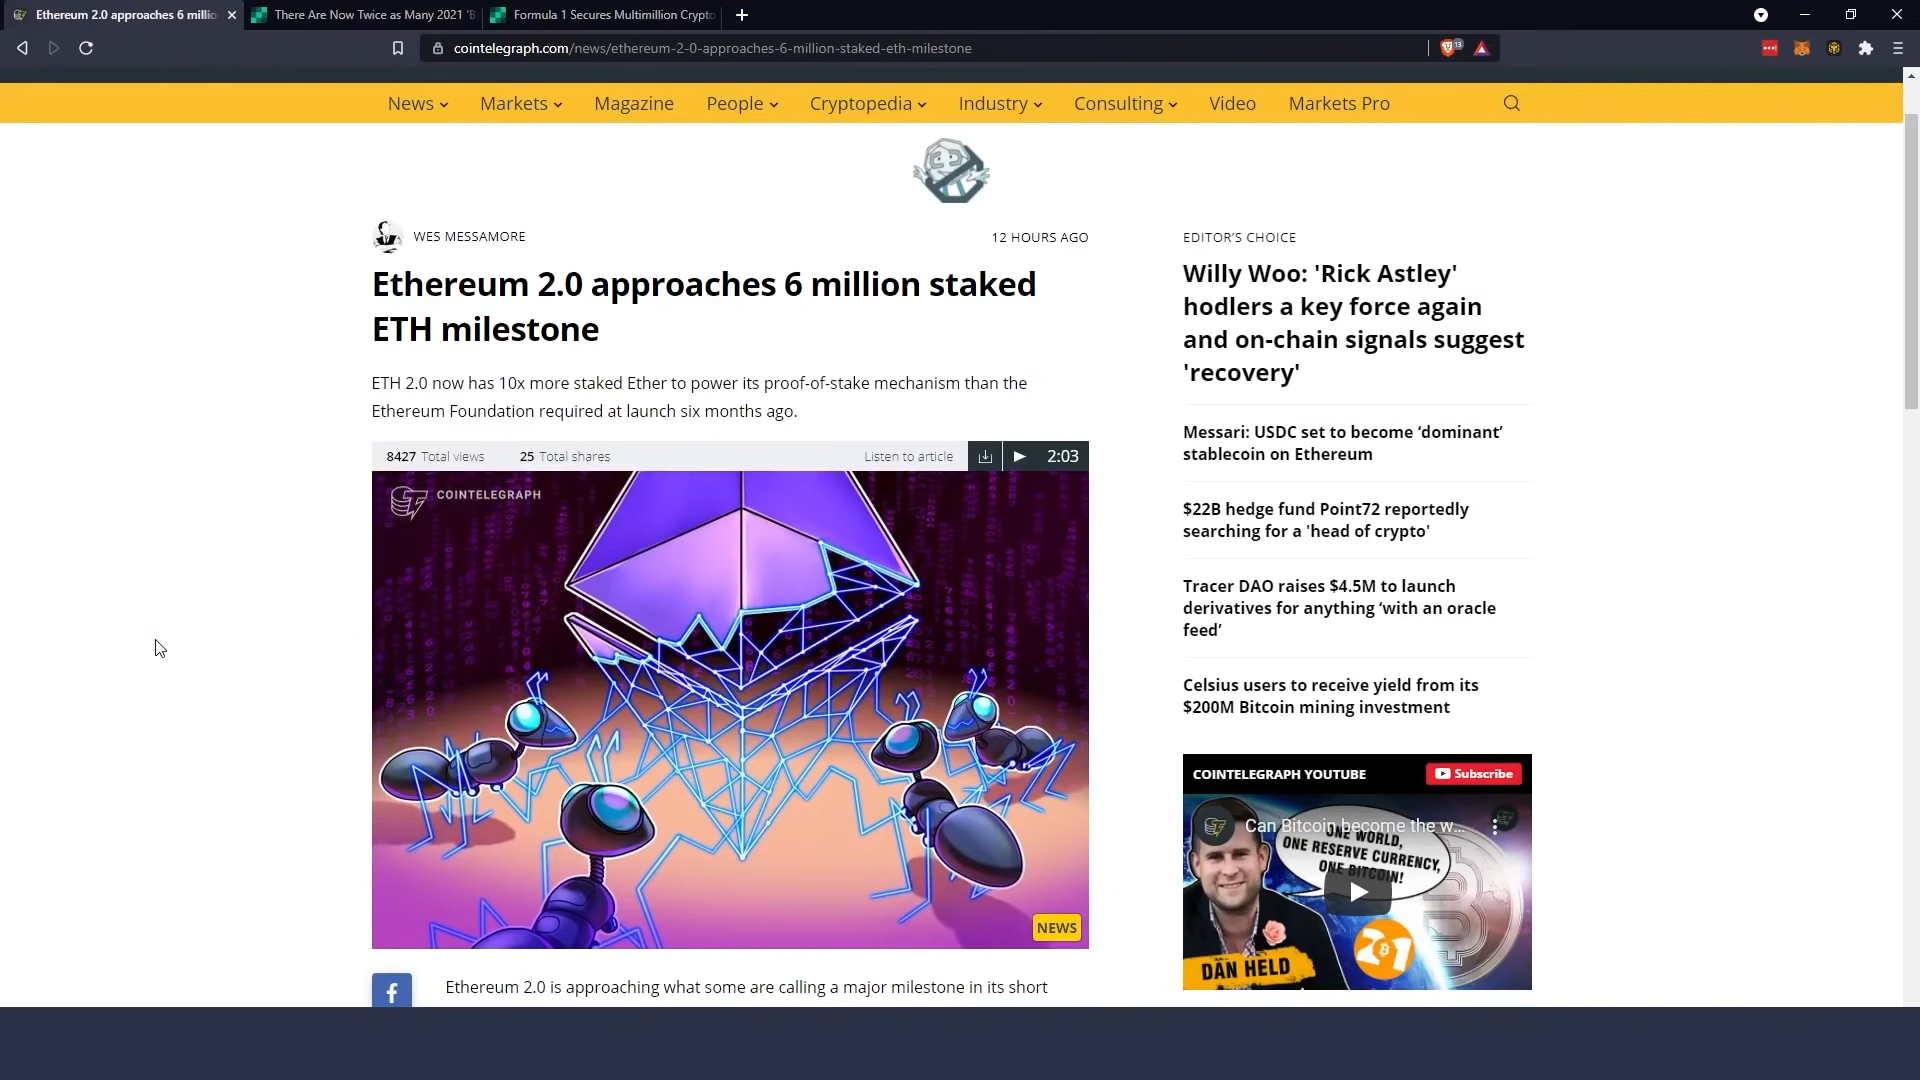 Ethereum 2.0 approaches 6 millio
There Are Now Twice as Many 2021 'B
Formula 1 Secures Multimillion Crypto
cointelegraph.com/news/ethereum-2-0-approaches-6-million-staked-eth-milestone
13
News
Markets
Magazine
People
Cryptopedia
Industry
Consulting
Video
Markets Pro
WES MESSAMORE
12 HOURS AGO
Ethereum 2.0 approaches 6 million staked
ETH milestone
ETH 2.0 now has 10x more staked Ether to power its proof-of-stake mechanism than the
Ethereum Foundation required at launch six months ago.
8427 Total views
25 Total shares
Listen to article
2:03
COINTELEGRAPH
NEWS
Ethereum 2.0 is approaching what some are calling a major milestone in its short
EDITOR'S CHOICE
Willy Woo: 'Rick Astley'
hodlers a key force again
and on-chain signals suggest
'recovery'
Messari: USDC set to become ‘dominant’
stablecoin on Ethereum
$22B hedge fund Point72 reportedly
searching for a 'head of crypto'
Tracer DAO raises $4.5M to launch
derivatives for anything ‘with an oracle
feed’
Celsius users to receive yield from its
$200M Bitcoin mining investment
COINTELEGRAPH YOUTUBE
Subscribe
Can Bitcoin become the w...
ONE WORLD,
ONE RESERVE CURRENCY,
ONE BITCOIN!
DAN HELD
21